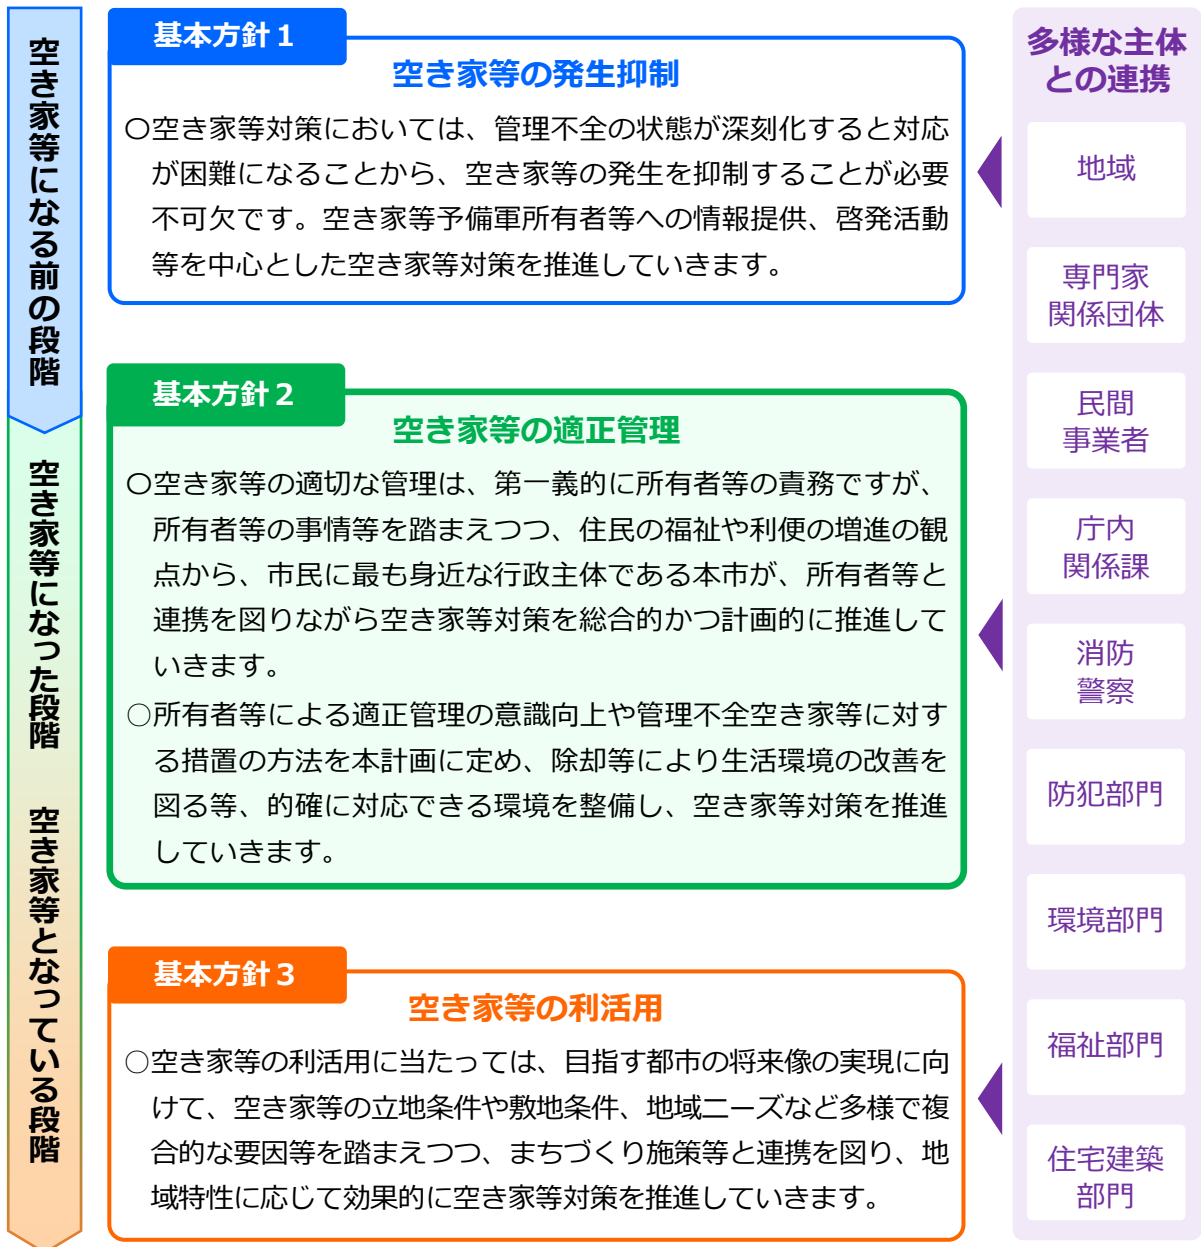 空き家等になる前の段階
空き家等になった段階
空き家等となっている段階
基本方針１
空き家等の発生抑制
〇空き家等対策においては、管理不全の状態が深刻化すると対応
が困難になることから、空き家等の発生を抑制することが必要
不可欠です。空き家等予備軍所有者等への情報提供、啓発活動
等を中心とした空き家等対策を推進していきます。
基本方針２
空き家等の適正管理
〇空き家等の適切な管理は、第一義的に所有者等の責務ですが、
所有者等の事情等を踏まえつつ、住民の福祉や利便の増進の観
点から、市民に最も身近な行政主体である本市が、所有者等と
連携を図りながら空き家等対策を総合的かつ計画的に推進して
いきます。
○所有者等による適正管理の意識向上や管理不全空き家等に対す
る措置の方法を本計画に定め、除却等により生活環境の改善を
図る等、的確に対応できる環境を整備し、空き家等対策を推進
していきます。
基本方針３
空き家等の利活用
○空き家等の利活用に当たっては、目指す都市の将来像の実現に向
けて、空き家等の立地条件や敷地条件、地域ニーズなど多様で複
合的な要因等を踏まえつつ、まちづくり施策等と連携を図り、地
域特性に応じて効果的に空き家等対策を推進していきます。
多様な主体
との連携
地域
専門家
関係団体
民間
事業者
庁内
関係課
消防
警察
防犯部門
環境部門
福祉部門
住宅建築
部門